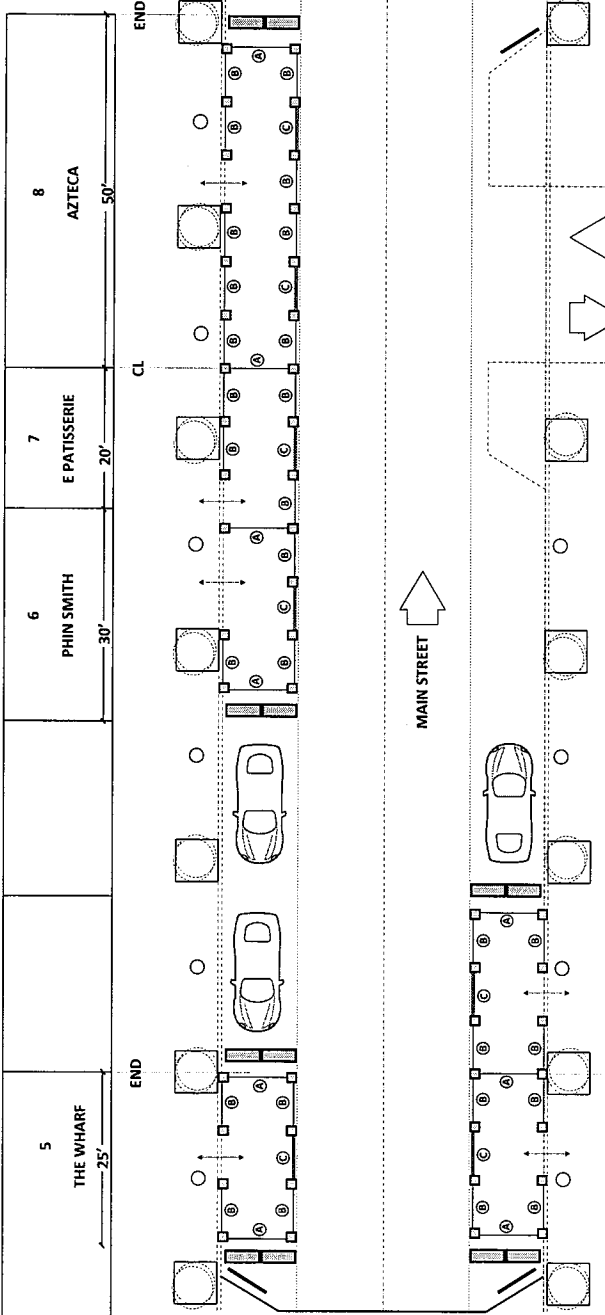 5 6 7 8
THE WHARF PHIN SMITH E PATISSERIE AZTECA
25' 30' 20' 50'
END CL END
B B B B B B B B B B
A A A A A A
B C B B C B B C B B C B B C B
MAIN STREET
B C B B C B
A A A
B B B B